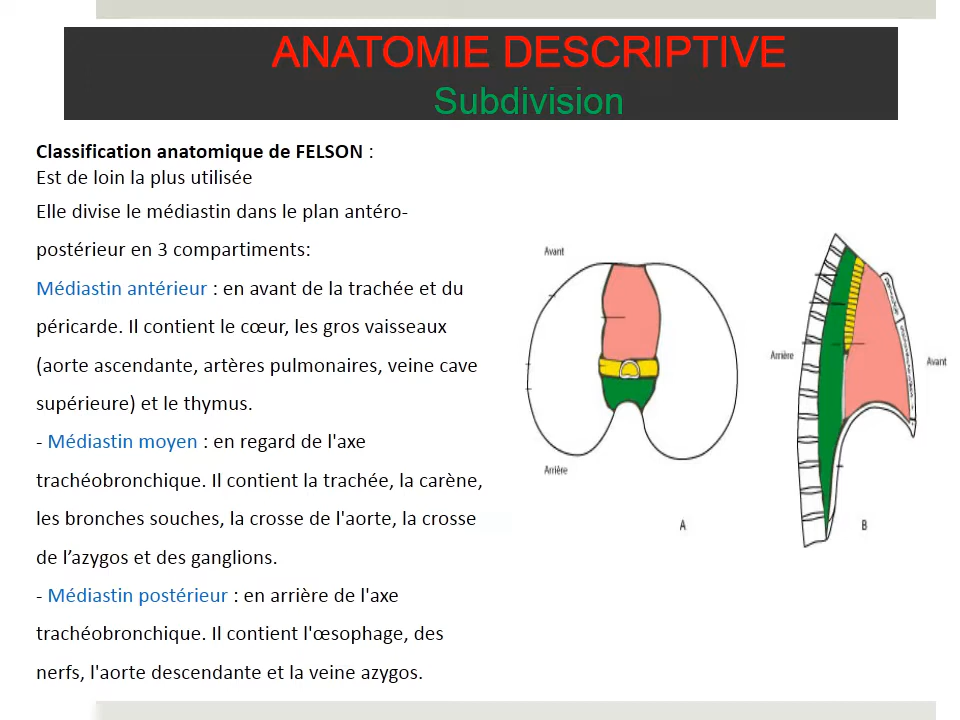 ANATOMIE DESCRIPTIVE
Subdivision
Classification anatomique de FELSON :
Est de loin la plus utilisée
Elle divise le médiastin dans le plan antéro-
postérieur en 3 compartiments:
Médiastin antérieur : en avant de la trachée et du
péricarde. Il contient le cœur, les gros vaisseaux
(aorte ascendante, artères pulmonaires, veine cave
supérieure) et le thymus.
- Médiastin moyen : en regard de l'axe
trachéobronchique. Il contient la trachée, la carène,
les bronches souches, la crosse de l'aorte, la crosse
de l’azygos et des ganglions.
- Médiastin postérieur : en arrière de l'axe
trachéobronchique. Il contient l'œsophage, des
nerfs, l'aorte descendante et la veine azygos.
Avant
Arrière
A
Arrière
Avant
B